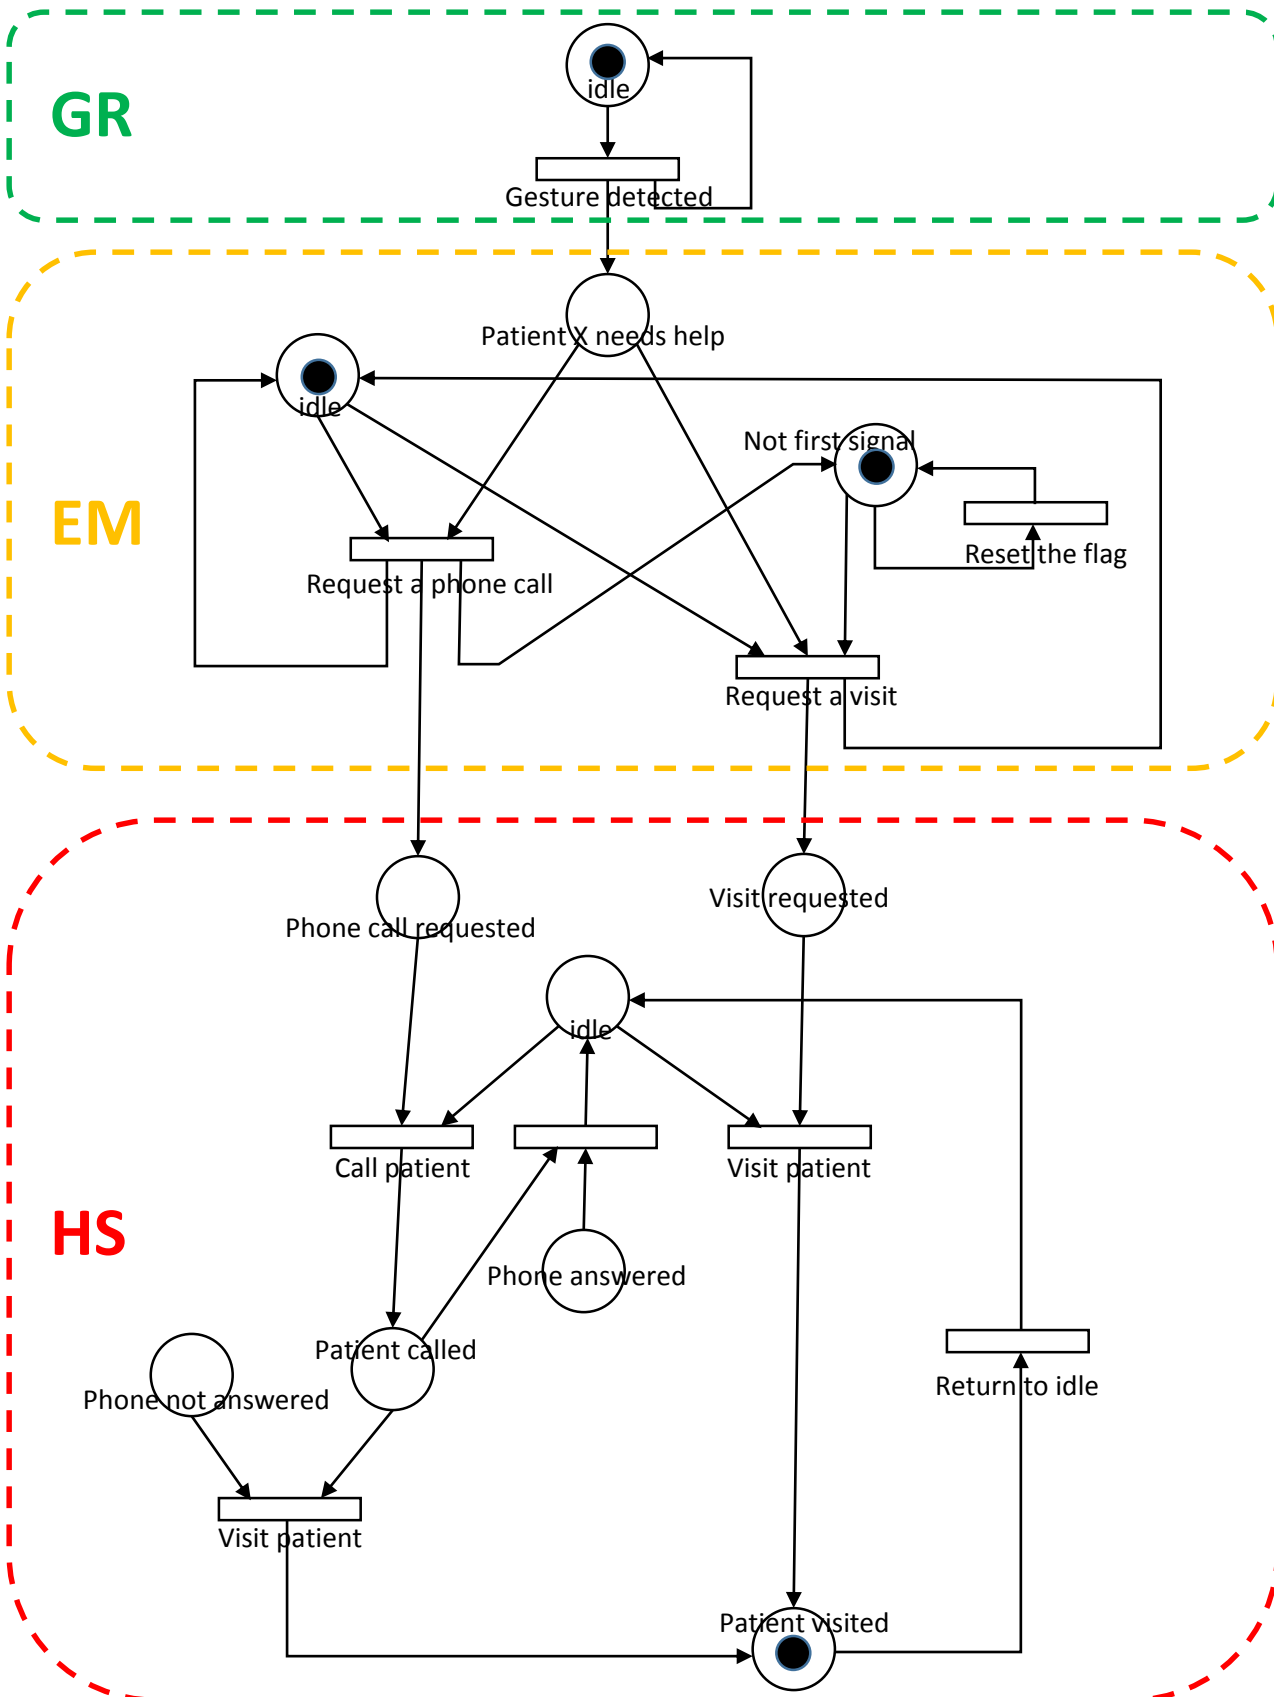 idle
GR
Gesture detected
Patient X needs help
idle
Not first signal
EM
Reset the flag
Request a phone call
Request a visit
Visit requested
Phone call requested
idle
Call patient
Visit patient
HS
Phone answered
Patient called
Phone not answered
Return to idle
Visit patient
Patient visited